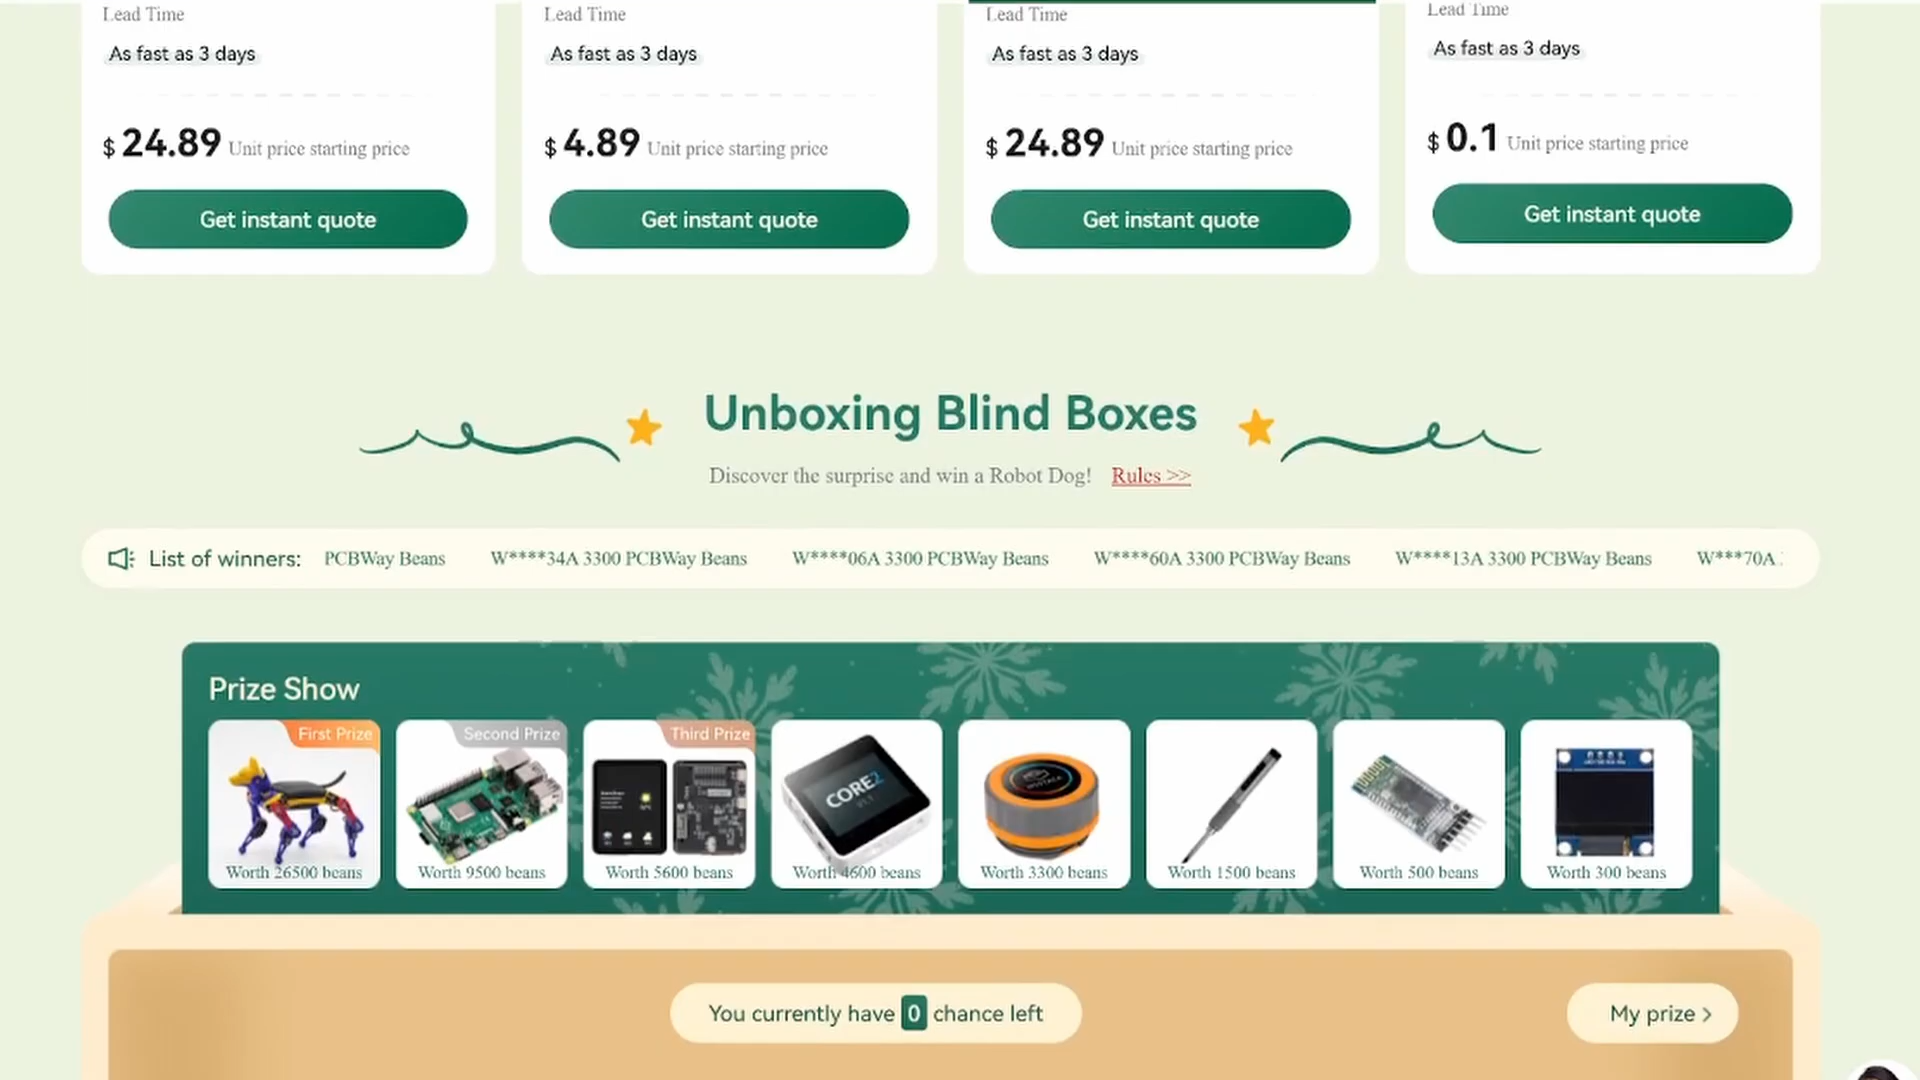 Lead Time
As fast as 3 days
$ 24.89 Unit price starting price
Get instant quote
Lead Time
As fast as 3 days
$ 4.89 Unit price starting price
Get instant quote
Lead Time
As fast as 3 days
$ 24.89 Unit price starting price
Get instant quote
Lead Time
As fast as 3 days
$ 0.1 Unit price starting price
Get instant quote
Unboxing Blind Boxes
Discover the surprise and win a Robot Dog! Rules >>
List of winners: PCBWay Beans W****34A 3300 PCBWay Beans W****06A 3300 PCBWay Beans W****60A 3300 PCBWay Beans W****13A 3300 PCBWay Beans W***70A
Prize Show
First Prize
Worth 26500 beans
Second Prize
Worth 9500 beans
Third Prize
Worth 5600 beans
CORE2
Worth 4600 beans
Worth 3300 beans
Worth 1500 beans
Worth 500 beans
Worth 300 beans
You currently have 0 chance left
My prize >